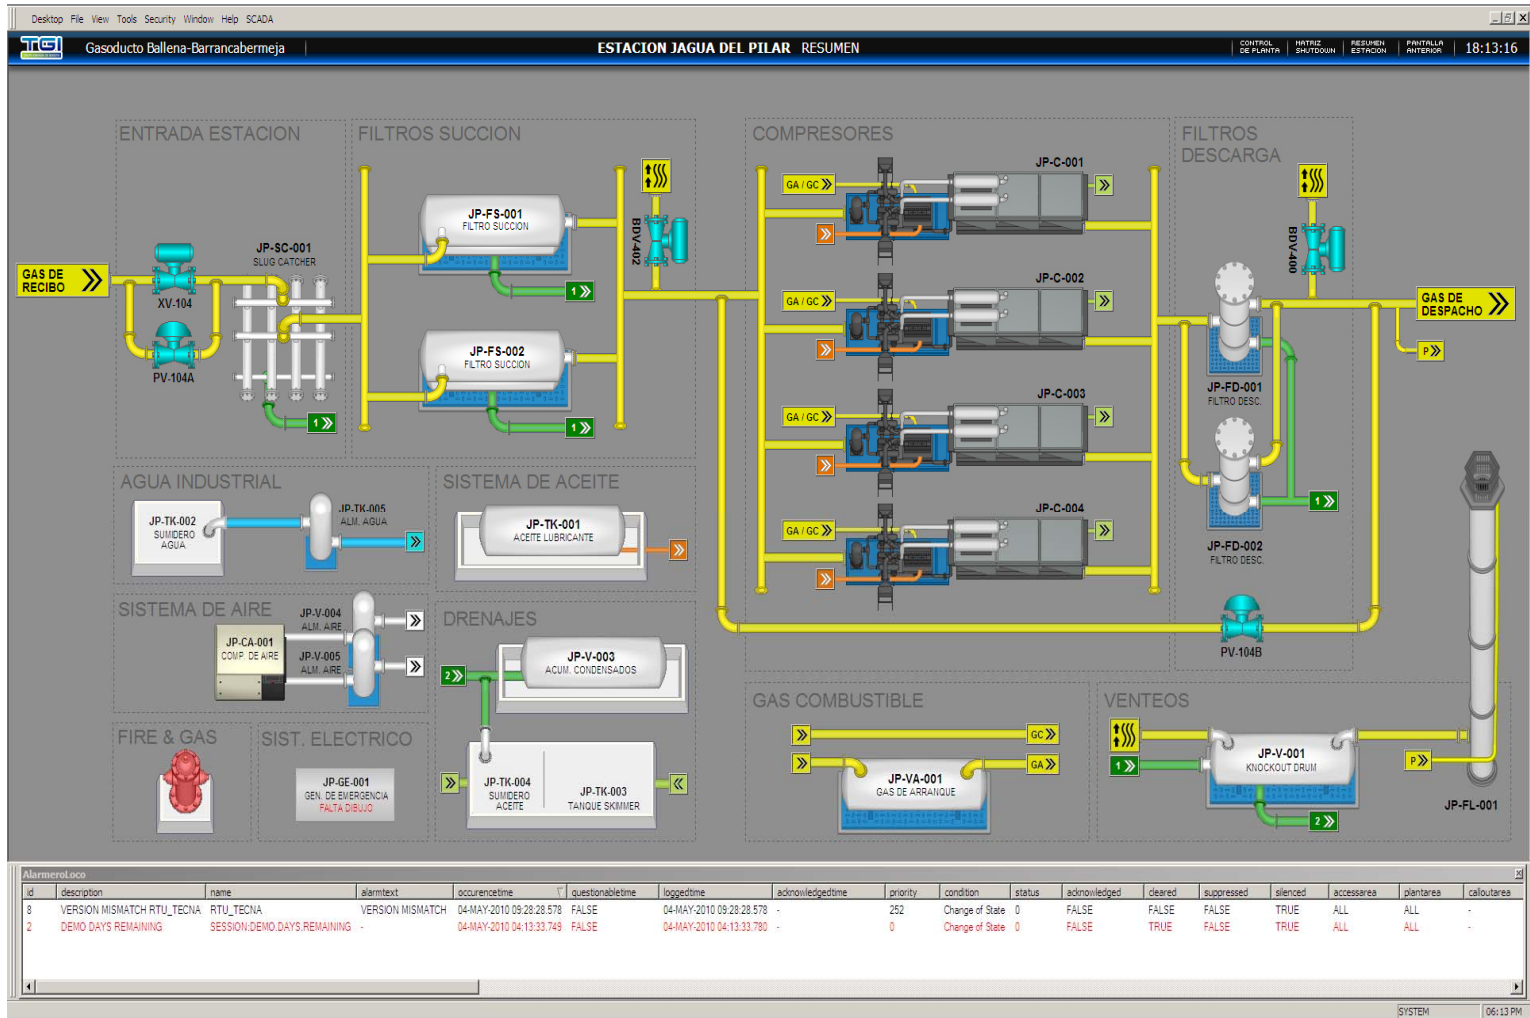 Desktop File View Tools Security Window Help SCADA
TGI Gasoducto Ballena-Barrancabermeja
ESTACION JAGUA DEL PILAR RESUMEN
CONTROL DE PLANTA
MATRIZ SHUTDOWN
RESUMEN ESTACION
PANTALLA ANTERIOR
18:13:16
ENTRADA ESTACION
FILTROS SUCCION
COMPRESORES
FILTROS
DESCARGA
GAS DE
RECIBO
XV-104
PV-104A
JP-SC-001
SLUG CATCHER
1
JP-FS-001
FILTRO SUCCION
1
JP-FS-002
FILTRO SUCCION
1
BDV-402
JP-C-001
GA / GC
JP-C-002
GA / GC
JP-C-003
GA / GC
JP-C-004
GA / GC
BDV-400
JP-FD-001
FILTRO DESC.
JP-FD-002
FILTRO DESC.
1
GAS DE
DESPACHO
P
PV-104B
AGUA INDUSTRIAL
JP-TK-002
SUMIDERO
AGUA
JP-TK-005
ALM. AGUA
SISTEMA DE ACEITE
JP-TK-001
ACEITE LUBRICANTE
SISTEMA DE AIRE
JP-CA-001
COMP. DE AIRE
JP-V-004
ALM. AIRE
JP-V-005
ALM. AIRE
DRENAJES
2
JP-V-003
ACUM. CONDENSADOS
JP-TK-004
SUMIDERO
ACEITE
JP-TK-003
TANQUE SKIMMER
FIRE & GAS
SIST. ELECTRICO
JP-GE-001
GEN. DE EMERGENCIA
FALTA DIBUJO
GAS COMBUSTIBLE
GC
GA
JP-VA-001
GAS DE ARRANQUE
VENTEOS
1
JP-V-001
KNOCKOUT DRUM
2
P
JP-FL-001
AlarmeroLoco
id description name alarmtext occurencetime questionabletime loggedtime acknowledgedtime priority condition status acknowledged cleared suppressed silenced accessarea plantarea calloutarea
8 VERSION MISMATCH RTU_TECNA RTU_TECNA VERSION MISMATCH 04-MAY-2010 09:28:28.578 FALSE 04-MAY-2010 09:28:28.578 - 252 Change of State 0 FALSE FALSE FALSE TRUE ALL ALL -
2 DEMO DAYS REMAINING SESSION:DEMO.DAYS.REMAINING - 04-MAY-2010 04:13:33.749 FALSE 04-MAY-2010 04:13:33.780 - 0 Change of State 0 FALSE TRUE FALSE TRUE ALL ALL -
SYSTEM 06:13 PM